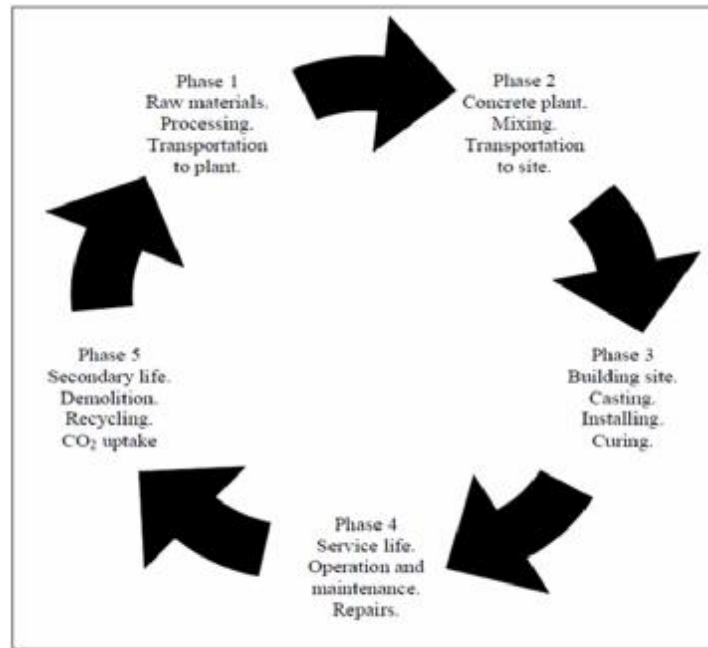 Phase 1
Raw materials.
Processing.
Transportation
to plant.
Phase 2
Concrete plant.
Mixing.
Transportation
to site.
Phase 3
Building site.
Casting.
Installing.
Curing.
Phase 4
Service life.
Operation and
maintenance.
Repairs.
Phase 5
Secondary life.
Demolition.
Recycling.
CO₂ uptake